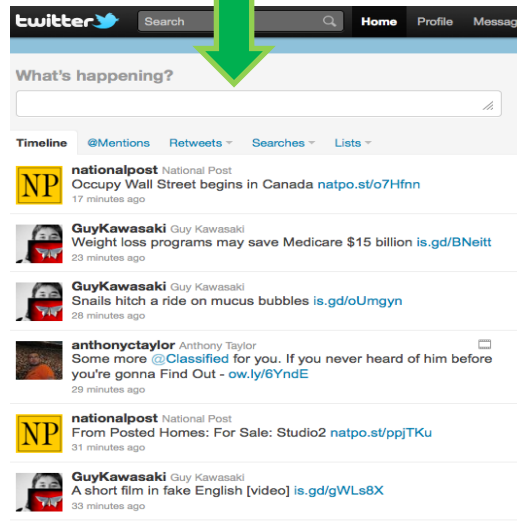 twitter Search Home Profile Messag
What's happening?
Timeline @Mentions Retweets Searches Lists
NP
nationalpost National Post
Occupy Wall Street begins in Canada natpo.st/o7Hfnn
17 minutes ago
GuyKawasaki Guy Kawasaki
Weight loss programs may save Medicare $15 billion is.gd/BNeitt
23 minutes ago
GuyKawasaki Guy Kawasaki
Snails hitch a ride on mucus bubbles is.gd/oUmgyn
28 minutes ago
anthonyctaylor Anthony Taylor
Some more @Classified for you. If you never heard of him before
you're gonna Find Out - ow.ly/6YndE
29 minutes ago
NP
nationalpost National Post
From Posted Homes: For Sale: Studio2 natpo.st/ppjTKu
31 minutes ago
GuyKawasaki Guy Kawasaki
A short film in fake English [video] is.gd/gWLs8X
33 minutes ago